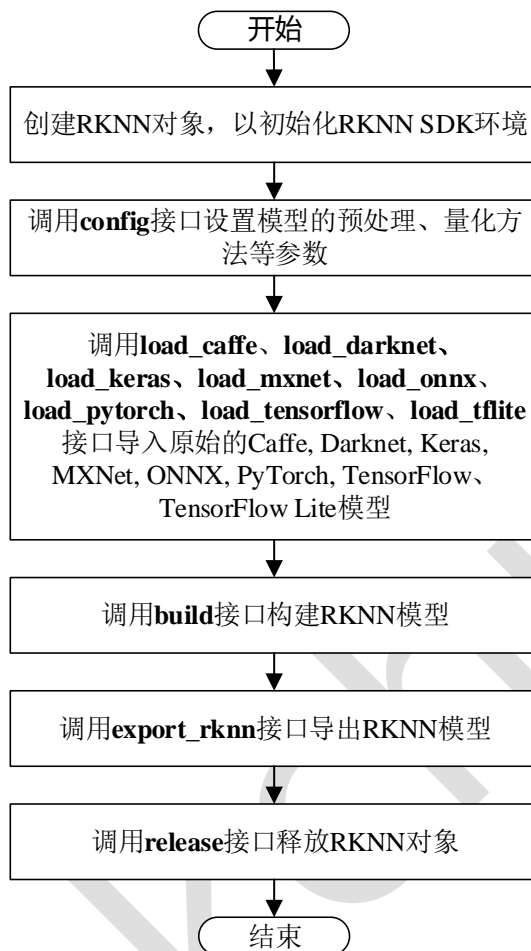 开始
创建RKNN对象，以初始化RKNN SDK环境
调用config接口设置模型的预处理、量化方
法等参数
调用load_caffe、load_darknet、
load_keras、load_mxnet、load_onnx、
load_pytorch、load_tensorflow、load_tflite
接口导入原始的Caffe, Darknet, Keras,
MXNet, ONNX, PyTorch, TensorFlow、
TensorFlow Lite模型
调用build接口构建RKNN模型
调用export_rknn接口导出RKNN模型
调用release接口释放RKNN对象
结束